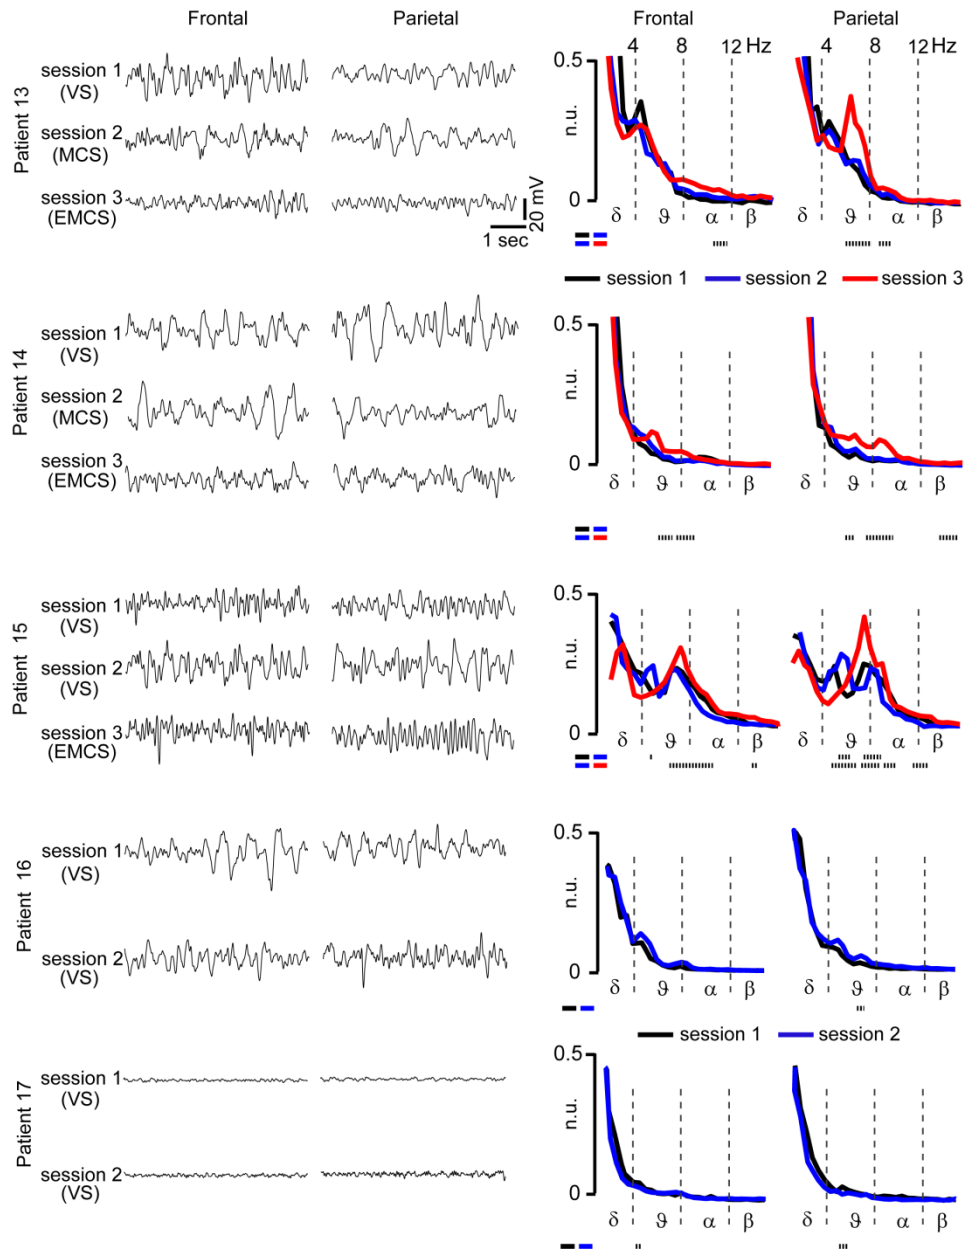 Frontal Parietal Frontal Parietal
4 8 12 Hz 4 8 12 Hz
Patient 13
session 1
(VS)
session 2
(MCS)
session 3
(EMCS)
1 sec
20 mV
0.5
n.u.
0
δ ϑ α β δ ϑ α β
session 1 session 2 session 3
Patient 14
session 1
(VS)
session 2
(MCS)
session 3
(EMCS)
0.5
n.u.
0
δ ϑ α β δ ϑ α β
Patient 15
session 1
(VS)
session 2
(VS)
session 3
(EMCS)
0.5
n.u.
0
δ ϑ α β δ ϑ α β
Patient 16
session 1
(VS)
session 2
(VS)
0.5
n.u.
0
δ ϑ α β δ ϑ α β
session 1 session 2
Patient 17
session 1
(VS)
session 2
(VS)
0.5
n.u.
0
δ ϑ α β δ ϑ α β